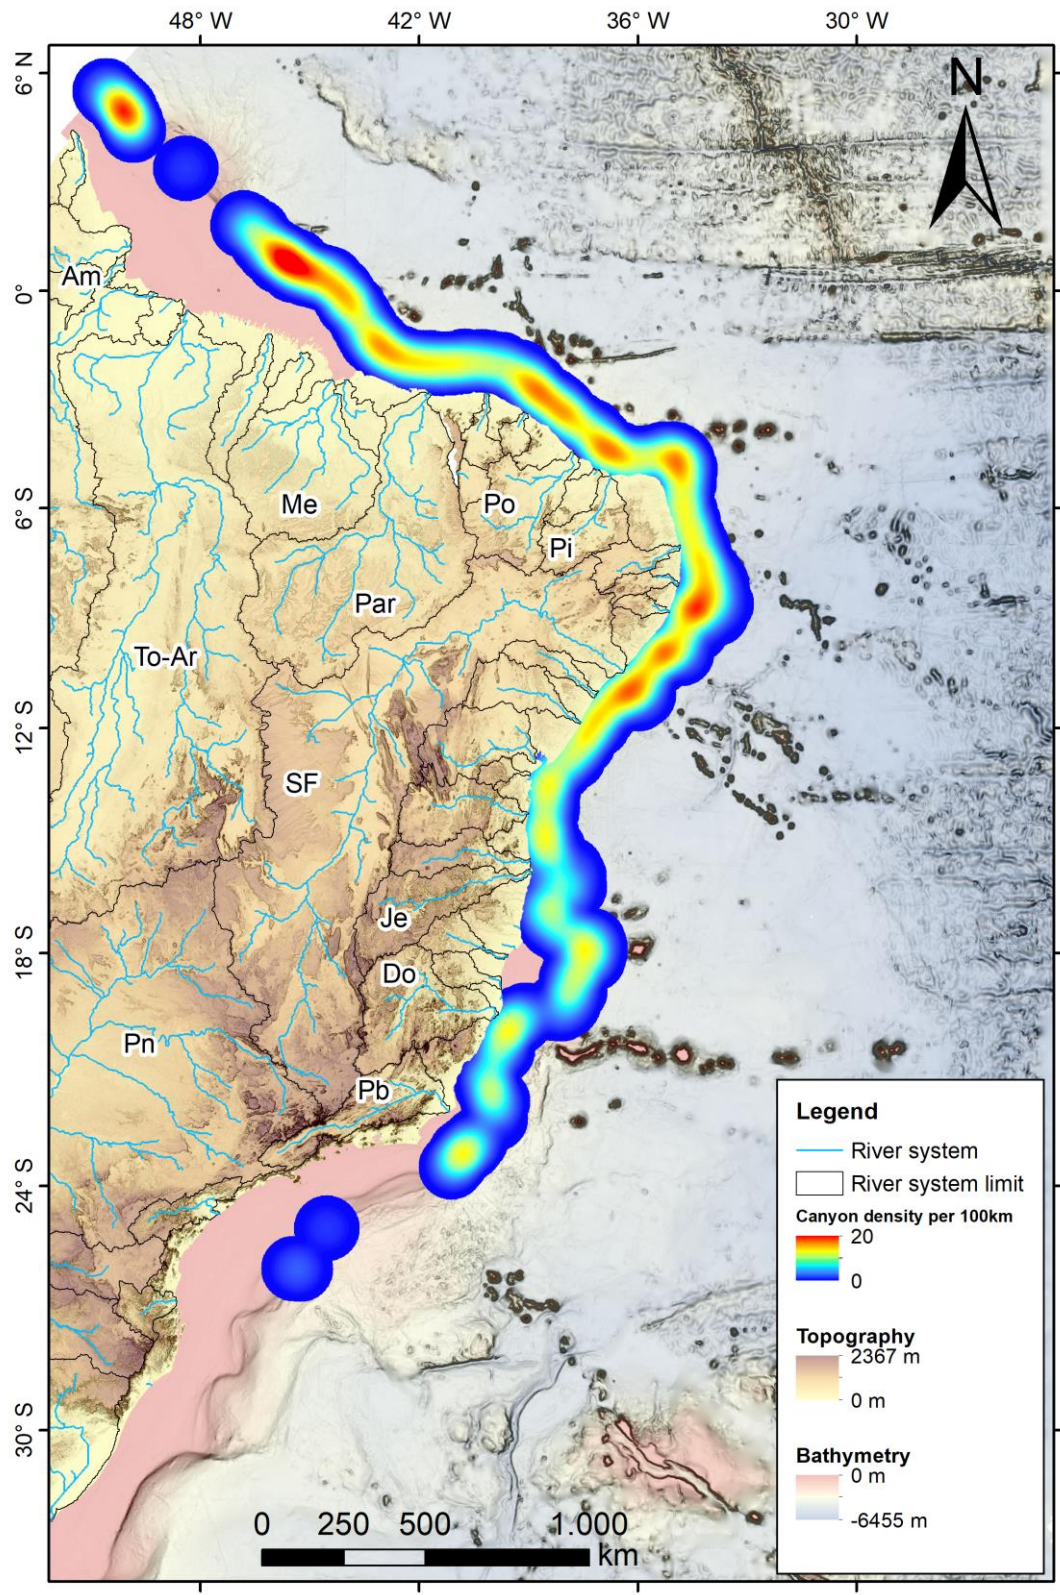 48° W 42° W 36° W 30° W
6° N
N
Am
0°
Me
Po
6° S
Pi
Par
To-Ar
12° S
SF
Je
18° S
Do
Pn
Pb
Legend
River system
River system limit
24° S
Canyon density per 100km
20
0
Topography
2367 m
0 m
30° S
Bathymetry
0 m
-6455 m
0 250 500 1.000
km